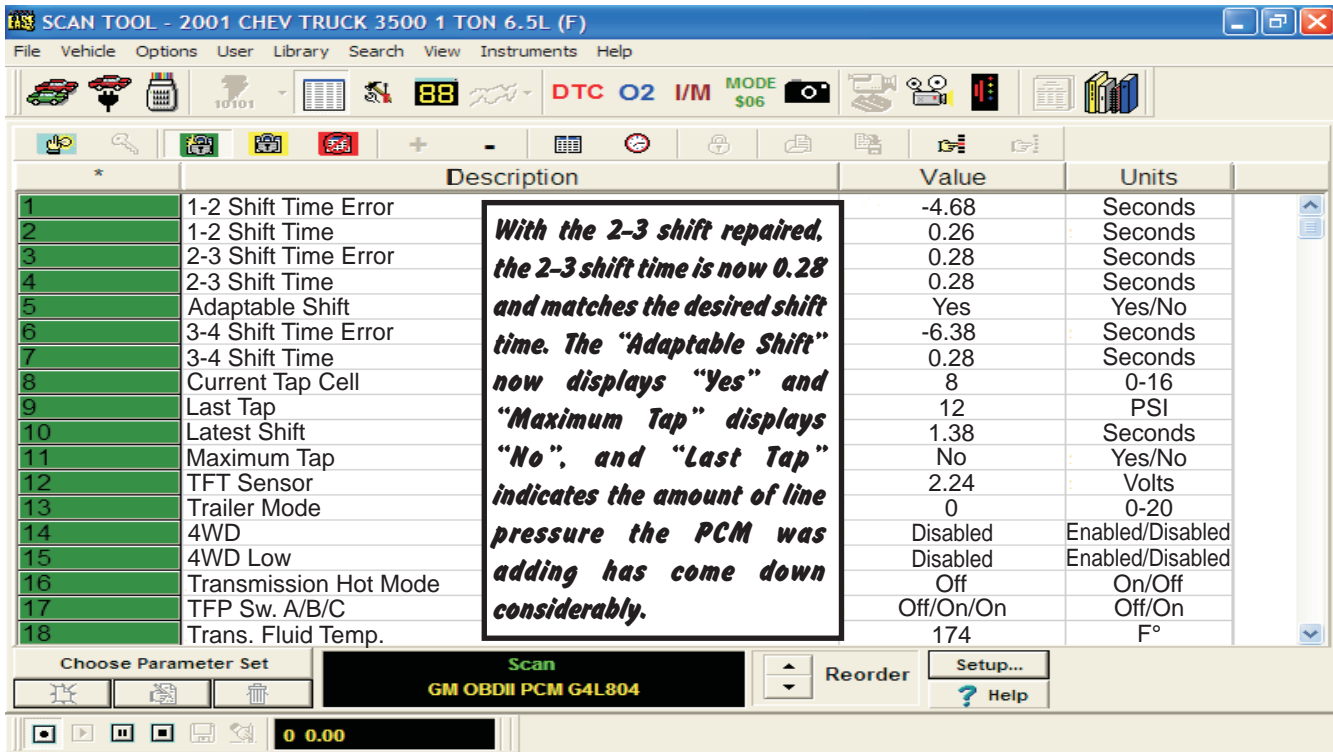 SCAN TOOL - 2001 CHEV TRUCK 3500 1 TON 6.5L (F)
File Vehicle Options User Library Search View Instruments Help
10101 88 DTC O2 I/M MODE $06
* Description Value Units
1 1-2 Shift Time Error -4.68 Seconds
2 1-2 Shift Time 0.26 Seconds
3 2-3 Shift Time Error 0.28 Seconds
4 2-3 Shift Time 0.28 Seconds
5 Adaptable Shift Yes Yes/No
6 3-4 Shift Time Error -6.38 Seconds
7 3-4 Shift Time 0.28 Seconds
8 Current Tap Cell 8 0-16
9 Last Tap 12 PSI
10 Latest Shift 1.38 Seconds
11 Maximum Tap No Yes/No
12 TFT Sensor 2.24 Volts
13 Trailer Mode 0 0-20
14 4WD Disabled Enabled/Disabled
15 4WD Low Disabled Enabled/Disabled
16 Transmission Hot Mode Off On/Off
17 TFP Sw. A/B/C Off/On/On Off/On
18 Trans. Fluid Temp. 174 F°
With the 2-3 shift repaired,
the 2-3 shift time is now 0.28
and matches the desired shift
time. The “Adaptable Shift”
now displays “Yes” and
“Maximum Tap” displays
“No”, and “Last Tap”
indicates the amount of line
pressure the PCM was
adding has come down
considerably.
Choose Parameter Set
Scan
GM OBDII PCM G4L804
Reorder
Setup...
? Help
0 0.00